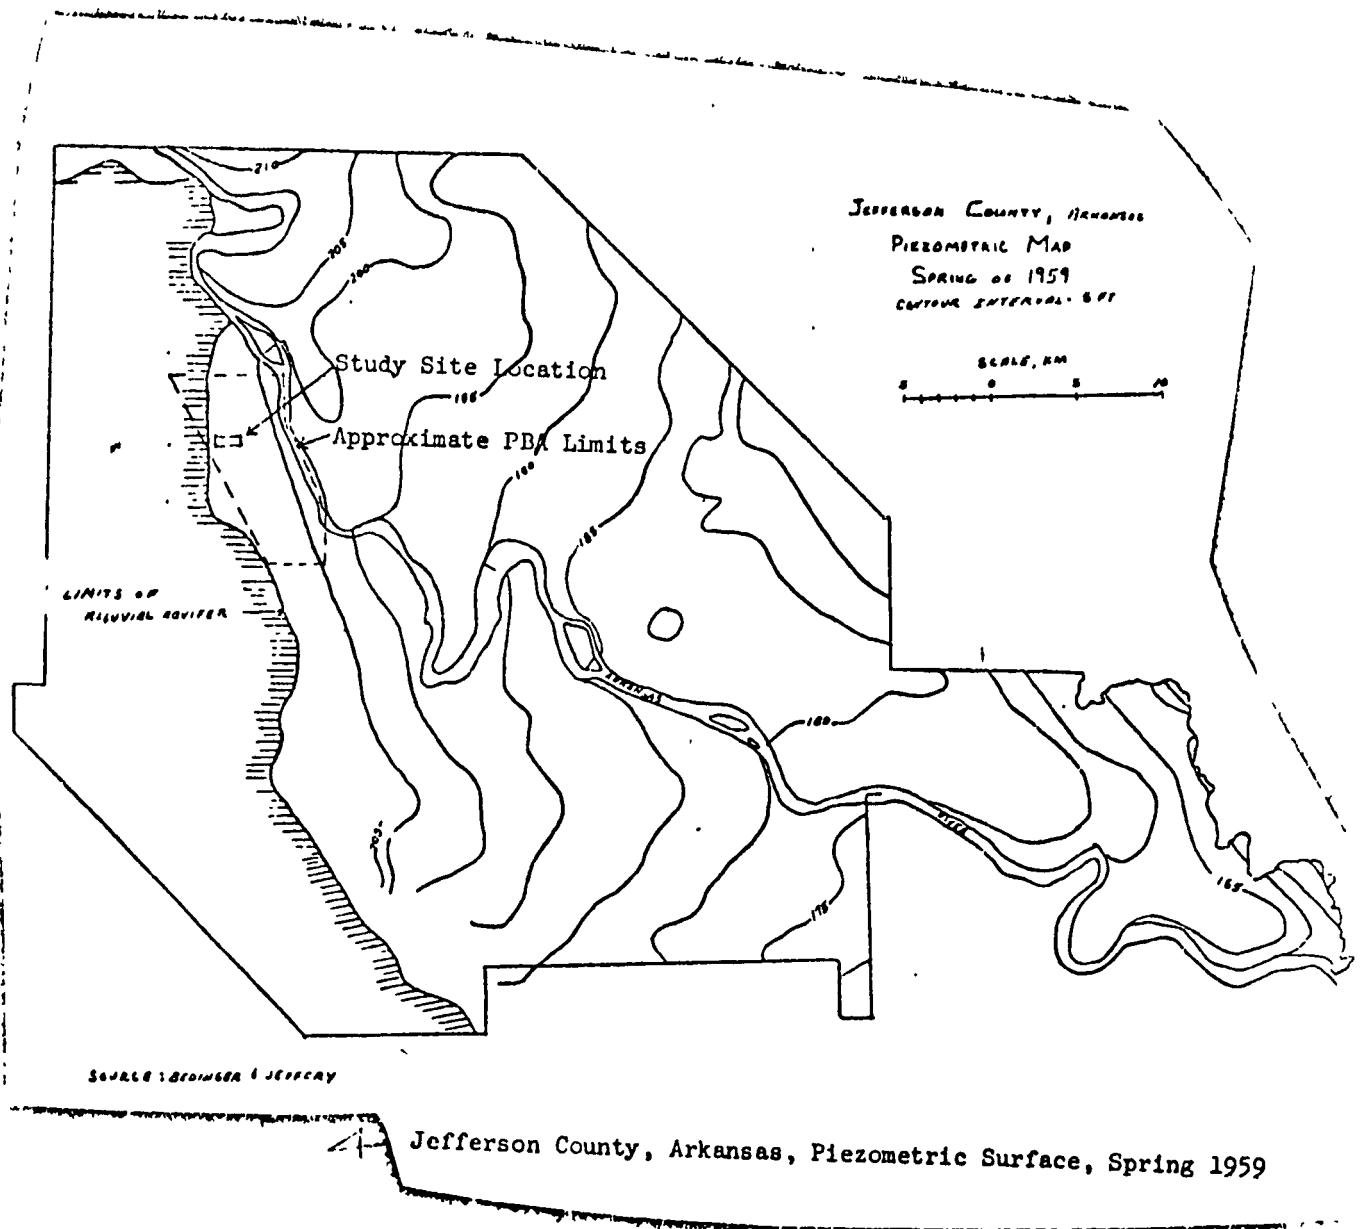 210
JEFFERSON COUNTY, ARKANSAS
PIEZOMETRIC MAP
SPRING OF 1959
CONTOUR INTERVAL- 5 FT
205
200
SCALE, KM
5 0 5 10
Study Site Location
195
Approximate PBA Limits
190
185
LIMITS OF
ALLUVIAL AQUIFER
ARKANSAS
180
RIVER
205
165
175
SOURCE: BEDINGER & JEFFERY
Jefferson County, Arkansas, Piezometric Surface, Spring 1959